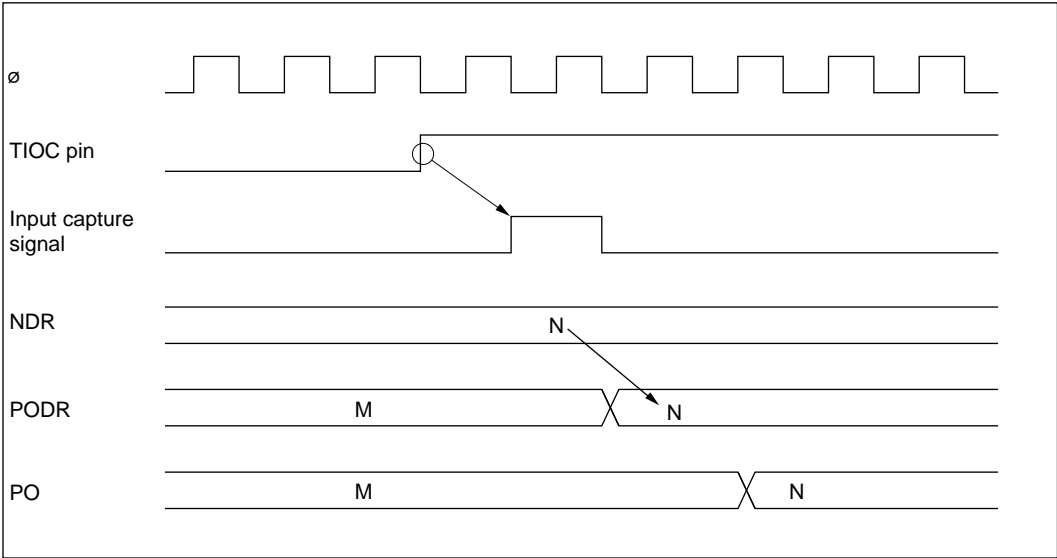 ø
TIOC pin
Input capture
signal
NDR
N
PODR
M
N
PO
M
N